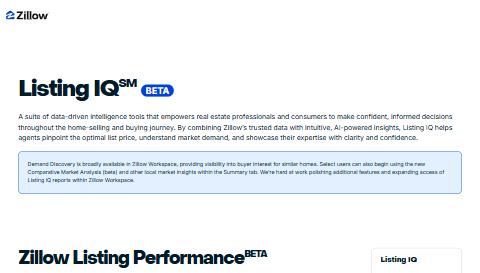 Zillow
Listing IQSM BETA
A suite of data-driven intelligence tools that empowers real estate professionals and consumers to make confident, informed decisions
throughout the home-selling and buying journey. By combining Zillow's trusted data with intuitive, AI-powered insights, Listing IQ helps
agents pinpoint the optimal list price, understand market demand, and showcase their expertise with clarity and confidence.
Demand Discovery is broadly available in Zillow Workspace, providing visibility into buyer interest for similar homes. Select users can also begin using the new
Comparative Market Analysis (beta) and other local market insights within the Summary tab. We're hard at work polishing additional features and expanding access of
Listing IQ reports within Zillow Workspace.
Zillow Listing PerformanceBETA
Listing IQ